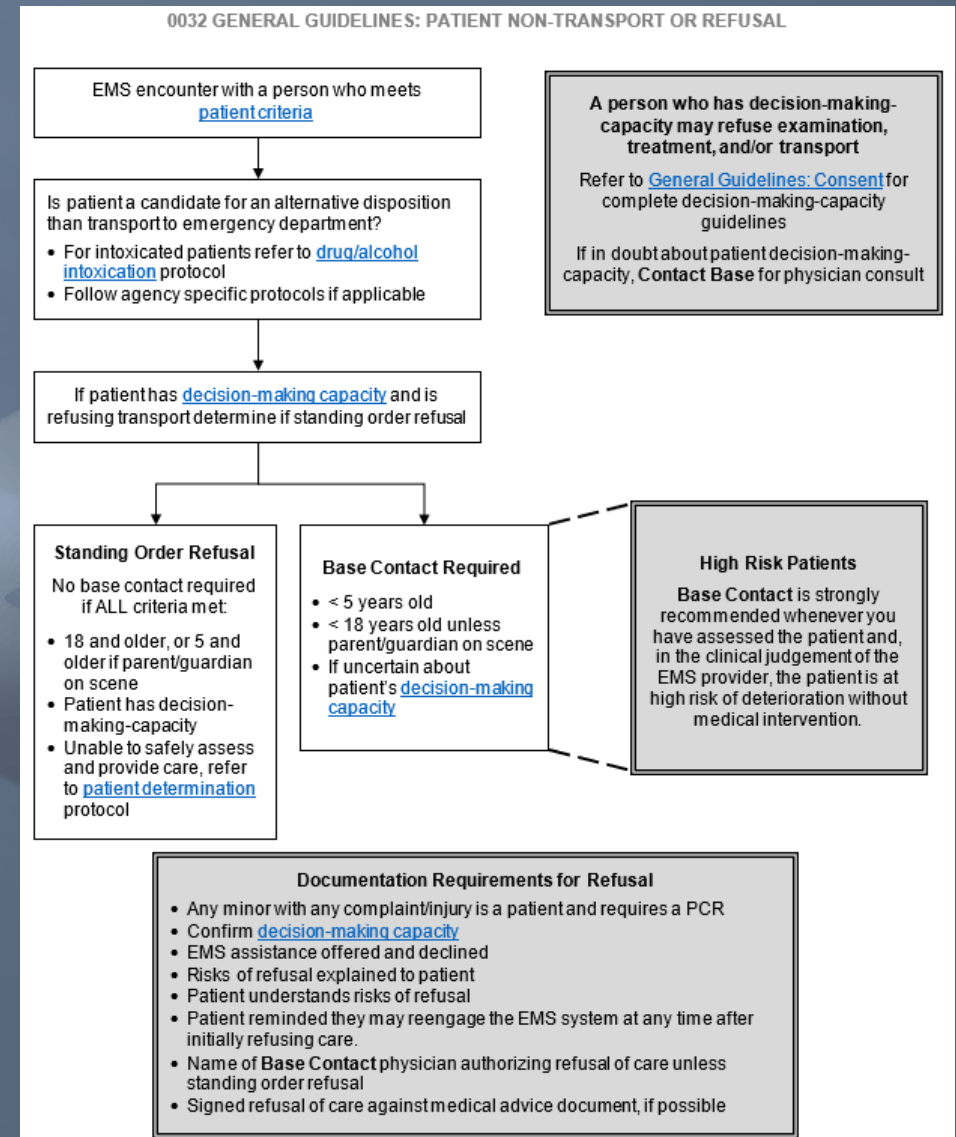 0032 GENERAL GUIDELINES: PATIENT NON-TRANSPORT OR REFUSAL
EMS encounter with a person who meets
patient criteria
A person who has decision-making-
capacity may refuse examination,
treatment, and/or transport
Refer to General Guidelines: Consent for
complete decision-making-capacity
guidelines
If in doubt about patient decision-making-
capacity, Contact Base for physician consult
Is patient a candidate for an alternative disposition
than transport to emergency department?
• For intoxicated patients refer to drug/alcohol
intoxication protocol
• Follow agency specific protocols if applicable
If patient has decision-making capacity and is
refusing transport determine if standing order refusal
Standing Order Refusal
No base contact required
if ALL criteria met:
• 18 and older, or 5 and
older if parent/guardian
on scene
• Patient has decision-
making-capacity
• Unable to safely assess
and provide care, refer
to patient determination
protocol
Base Contact Required
• < 5 years old
• < 18 years old unless
parent/guardian on scene
• If uncertain about
patient's decision-making
capacity
High Risk Patients
Base Contact is strongly
recommended whenever you
have assessed the patient and,
in the clinical judgement of the
EMS provider, the patient is at
high risk of deterioration without
medical intervention.
Documentation Requirements for Refusal
• Any minor with any complaint/injury is a patient and requires a PCR
• Confirm decision-making capacity
• EMS assistance offered and declined
• Risks of refusal explained to patient
• Patient understands risks of refusal
• Patient reminded they may reengage the EMS system at any time after
initially refusing care.
• Name of Base Contact physician authorizing refusal of care unless
standing order refusal
• Signed refusal of care against medical advice document, if possible